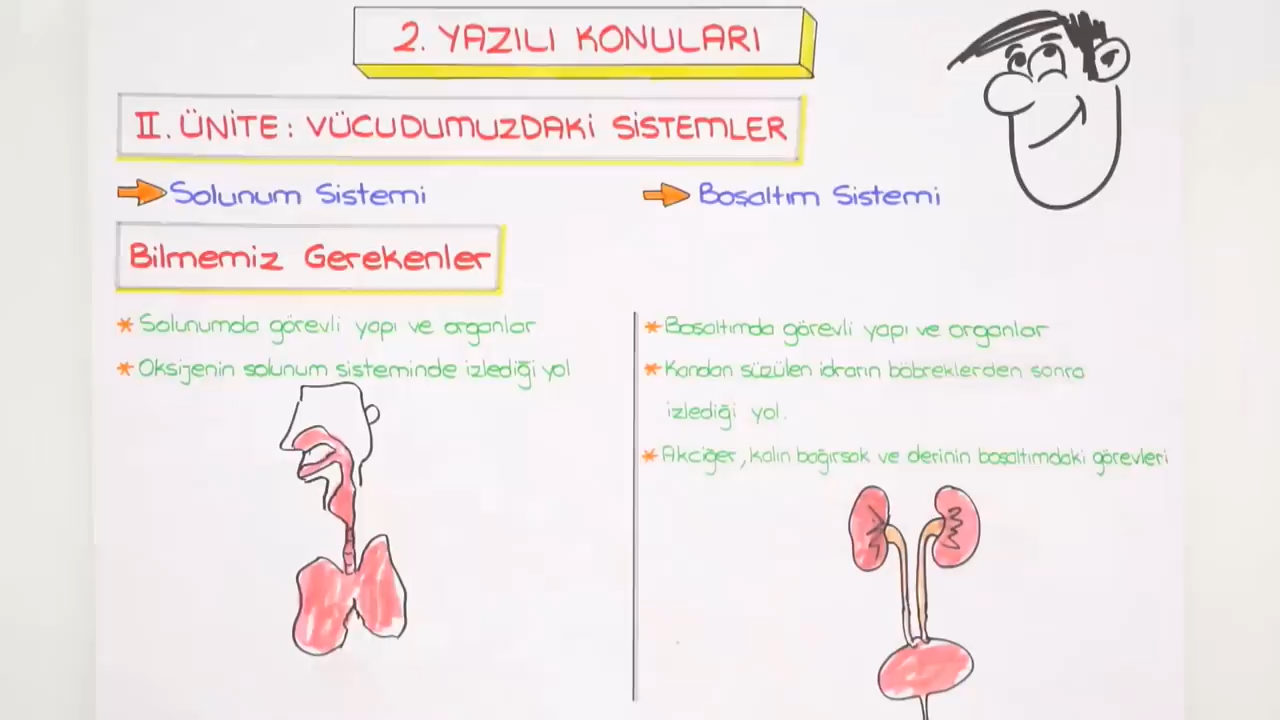 2. YAZILI KONULARI
II. ÜNİTE: VÜCUDUMUZDAKİ SİSTEMLER
Solunum Sistemi
Boşaltım Sistemi
Bilmemiz Gerekenler
* Solunumda görevli yapı ve organlar
* Oksijenin solunum sisteminde izlediği yol
* Boşaltımda görevli yapı ve organlar
* Kandan süzülen idrarın böbreklerden sonra
izlediği yol.
* Akciğer, kalın bağırsak ve derinin boşaltımdaki görevleri